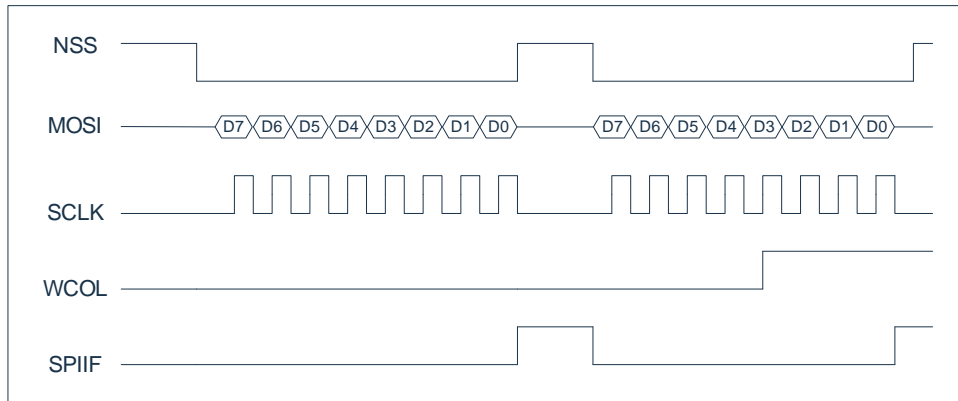 NSS
MOSI D7 D6 D5 D4 D3 D2 D1 D0 D7 D6 D5 D4 D3 D2 D1 D0
SCLK
WCOL
SPIIF